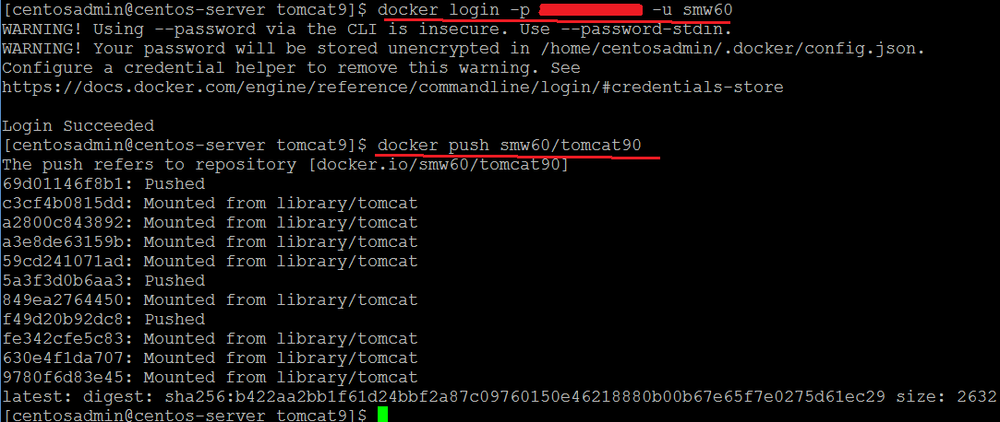 [centosadmin@centos-server tomcat9]$ docker login -p -u smw60
WARNING! Using --password via the CLI is insecure. Use --password-stdin.
WARNING! Your password will be stored unencrypted in /home/centosadmin/.docker/config.json.
Configure a credential helper to remove this warning. See
https://docs.docker.com/engine/reference/commandline/login/#credentials-store
Login Succeeded
[centosadmin@centos-server tomcat9]$ docker push smw60/tomcat90
The push refers to repository [docker.io/smw60/tomcat90]
69d01146f8b1: Pushed
c3cf4b0815dd: Mounted from library/tomcat
a2800c843892: Mounted from library/tomcat
a3e8de63159b: Mounted from library/tomcat
59cd241071ad: Mounted from library/tomcat
5a3f3d0b6aa3: Pushed
849ea2764450: Mounted from library/tomcat
f49d20b92dc8: Pushed
fe342cfe5c83: Mounted from library/tomcat
630e4f1da707: Mounted from library/tomcat
9780f6d83e45: Mounted from library/tomcat
latest: digest: sha256:b422aa2bb1f61d24bbf2a87c09760150e46218880b00b67e65f7e0275d61ec29 size: 2632
[centosadmin@centos-server tomcat9]$